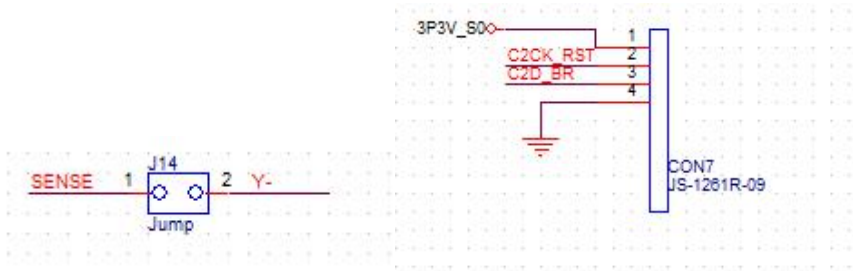 3P3V_S0
1
C2CK_RST 2
C2D_BR 3
4
CON7
JS-1261R-09
J14
SENSE 1 2 Y-
Jump